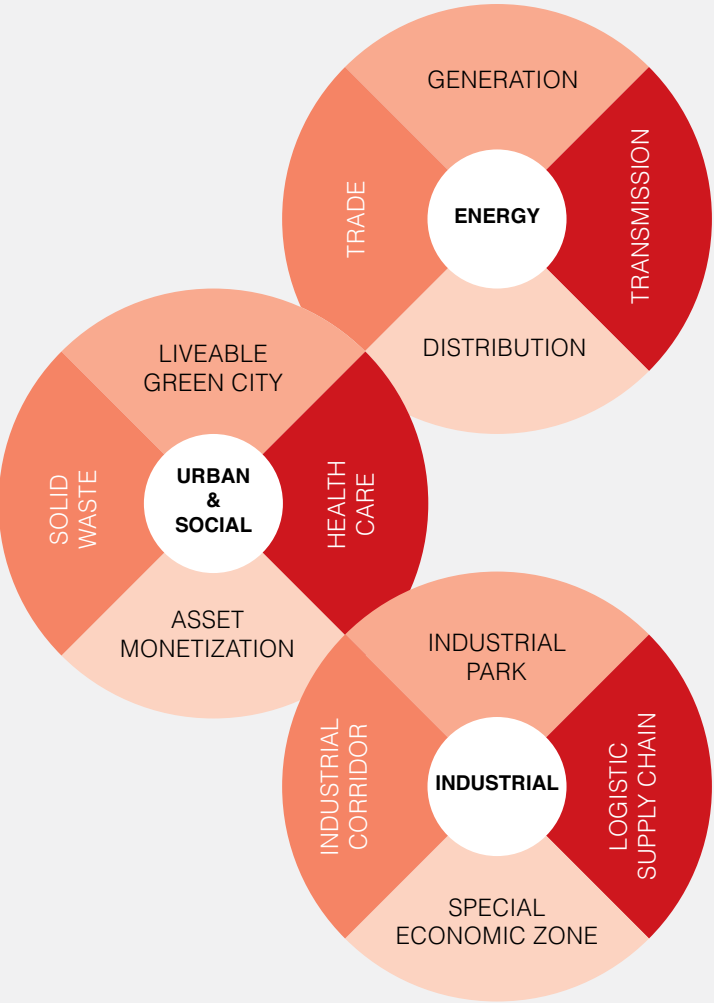 GENERATION
TRADE
ENERGY
TRANSMISSION
DISTRIBUTION
LIVEABLE
GREEN CITY
SOLID
WASTE
URBAN
&
SOCIAL
HEALTH
CARE
ASSET
MONETIZATION
INDUSTRIAL
PARK
INDUSTRIAL
CORRIDOR
INDUSTRIAL
LOGISTIC
SUPPLY CHAIN
SPECIAL
ECONOMIC ZONE